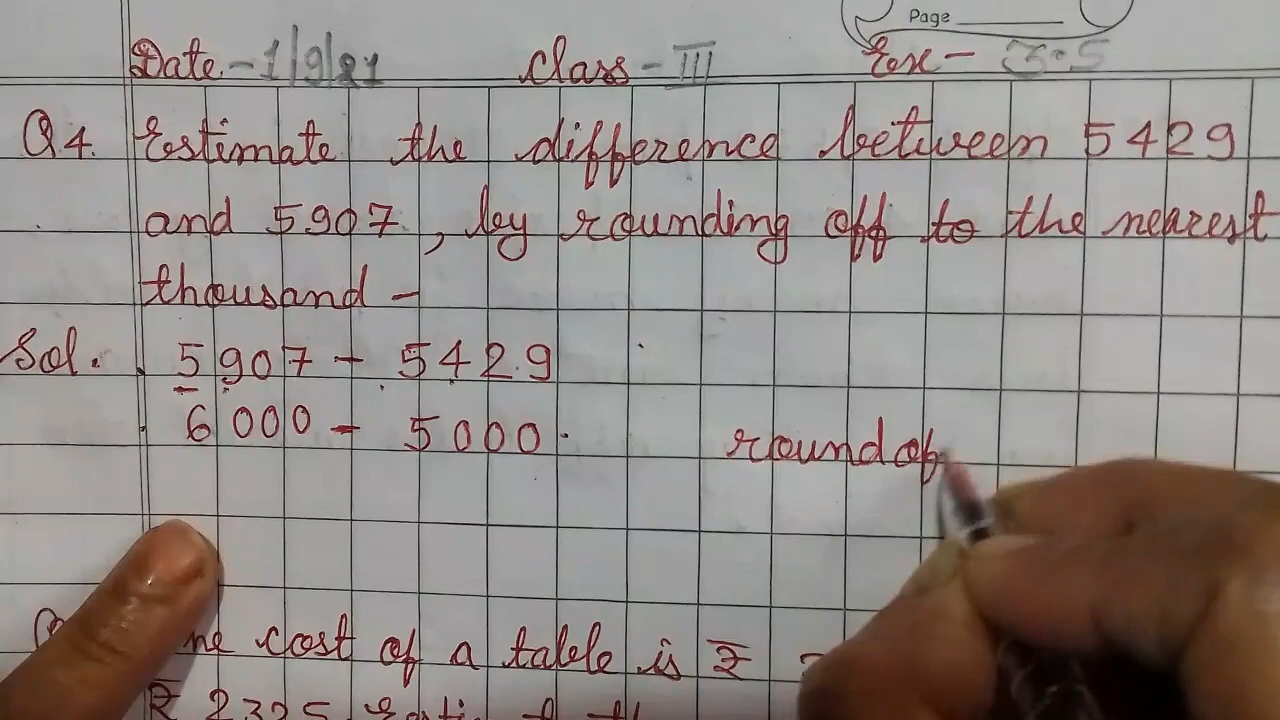 Page
Date - 1/9/21 Class - III Ex - 3.5
Q4. Estimate the difference between 5429
and 5907, by rounding off to the nearest
thousand -
Sol. 5907 - 5429
6000 - 5000 round of
cost of a table is ₹
₹ 2325